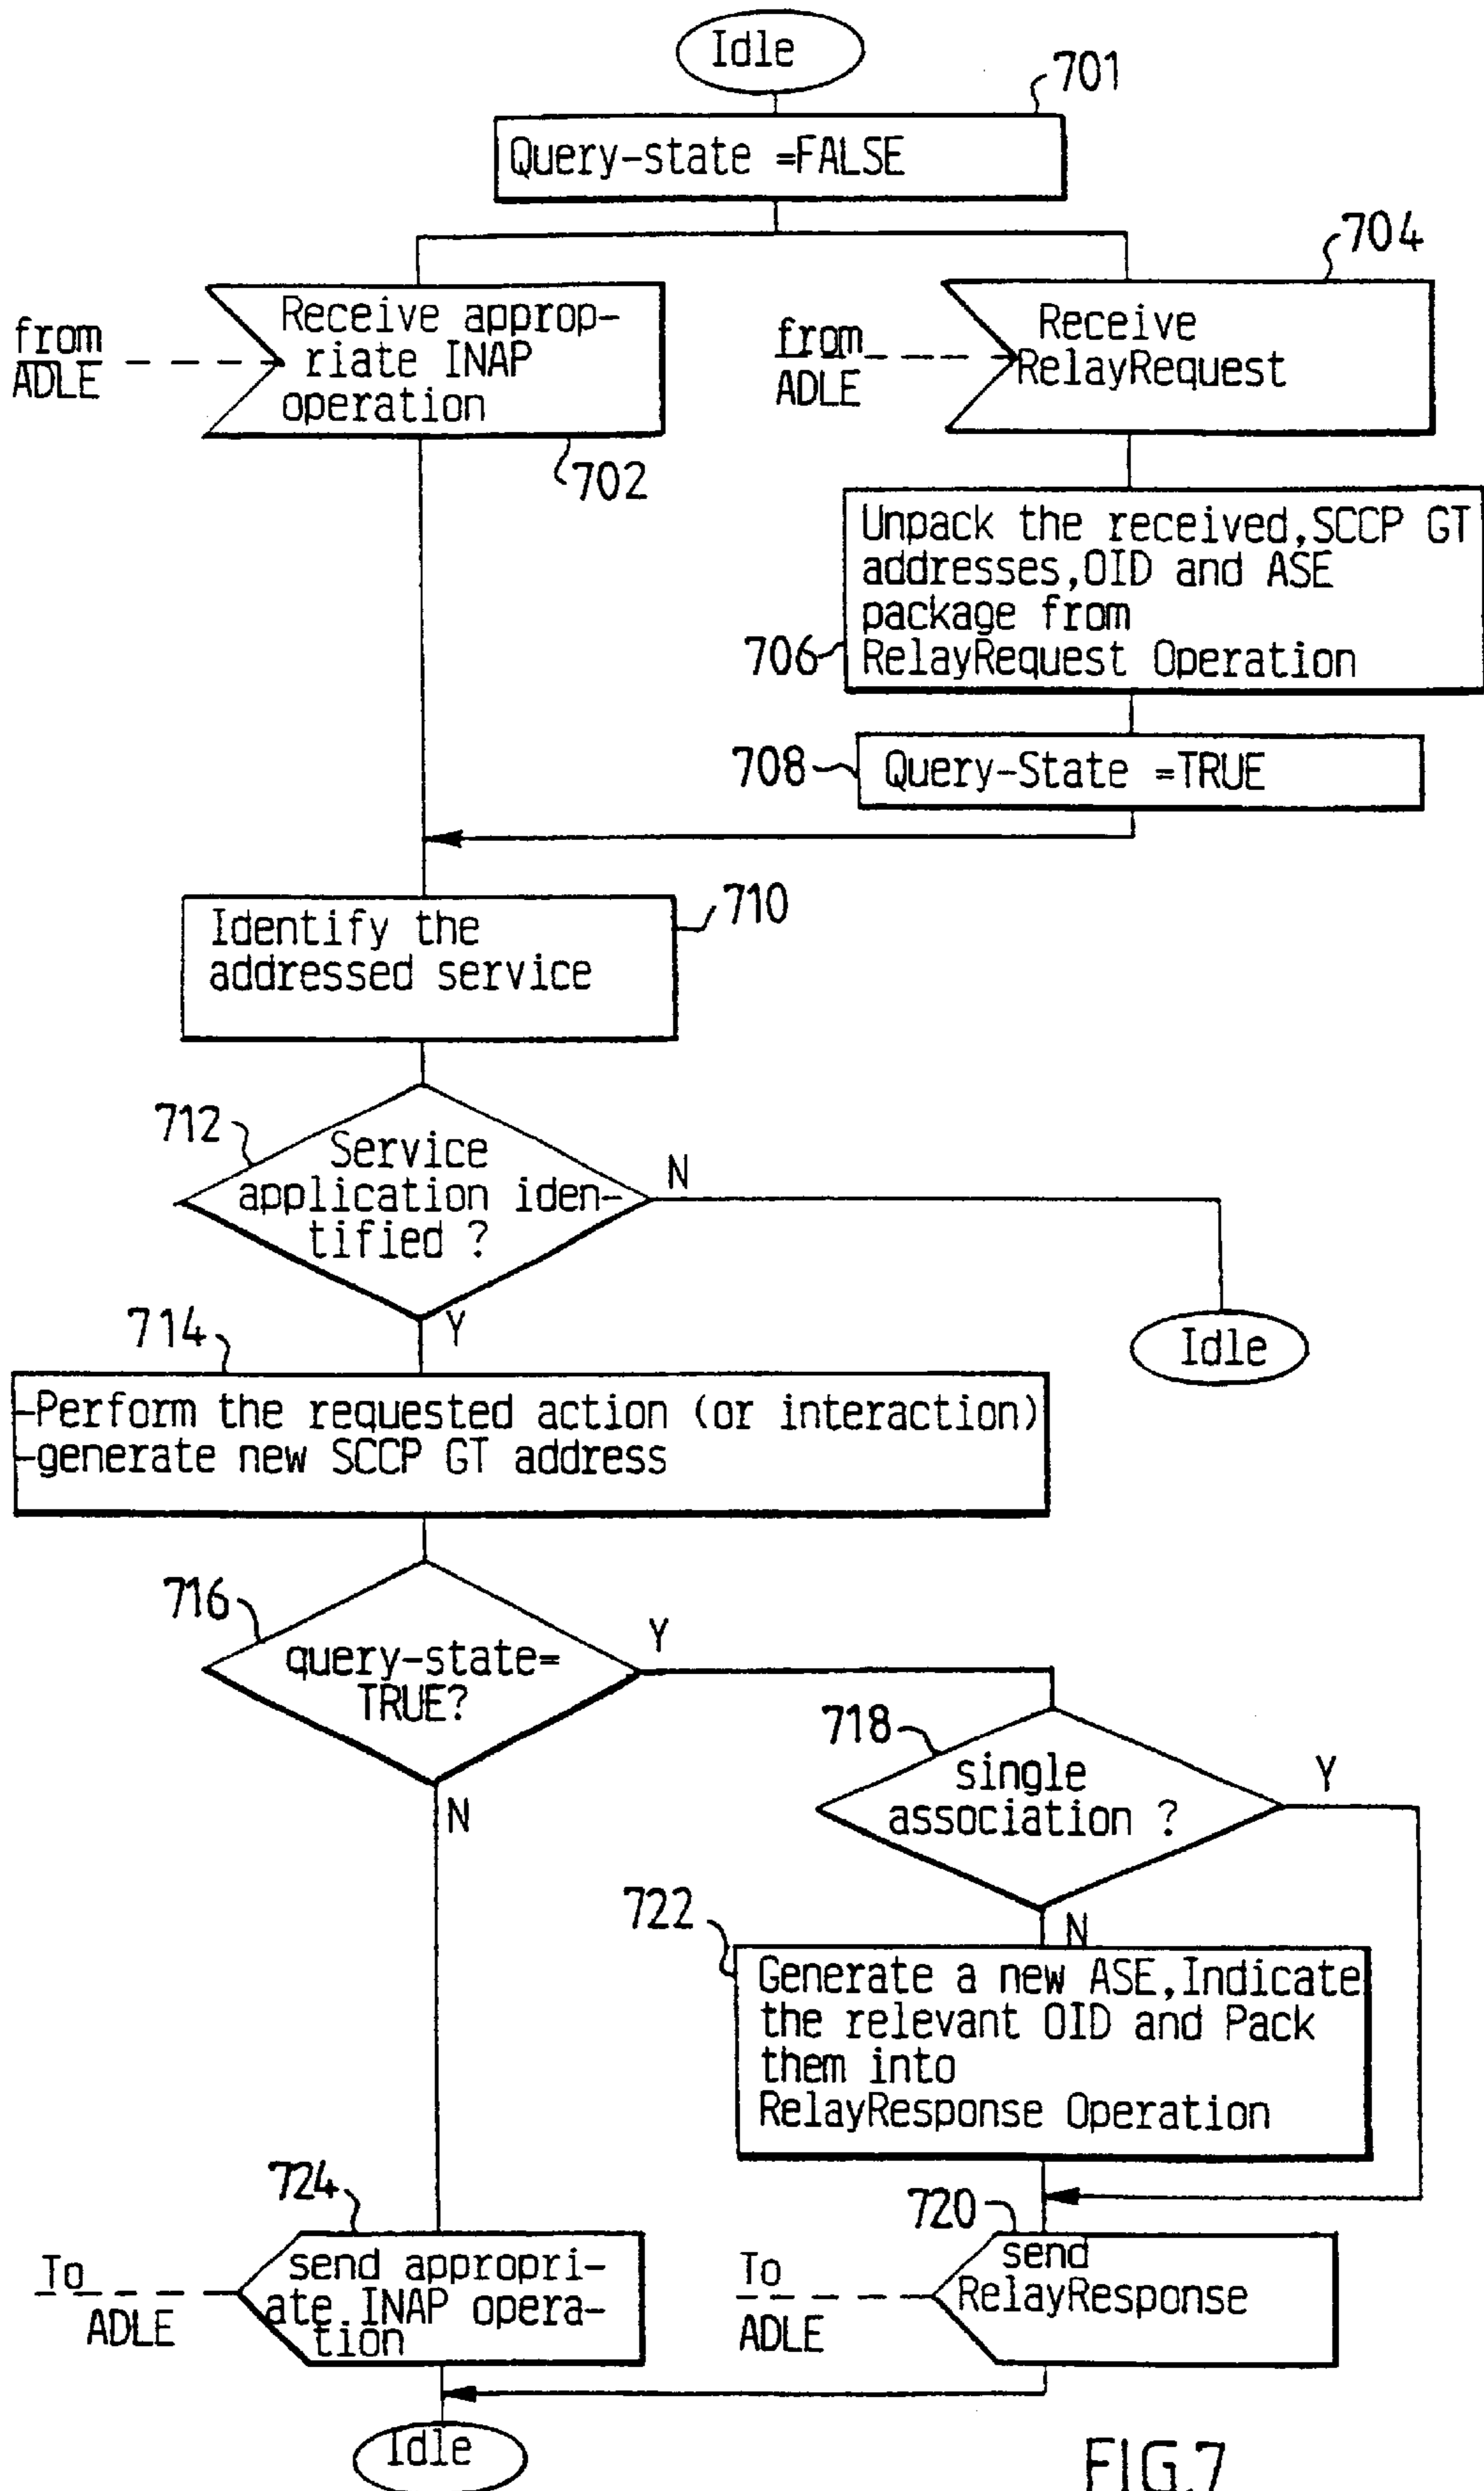 Idle
701
Query-state =FALSE
704
from
ADLE
Receive approp-
riate INAP
operation
702
from
ADLE
Receive
RelayRequest
Unpack the received,SCCP GT
addresses,OID and ASE
package from
RelayRequest Operation
706
708
Query-State =TRUE
Identify the
addressed service
710
712
Service
application iden-
tified ?
N
Y
Idle
714
-Perform the requested action (or interaction)
-generate new SCCP GT address
716
query-state=
TRUE?
Y
N
718
single
association ?
Y
N
722
Generate a new ASE,Indicate
the relevant OID and Pack
them into
RelayResponse Operation
724
To
ADLE
send appropri-
ate.INAP opera-
tion
720
To
ADLE
send
RelayResponse
Idle
FIG.7